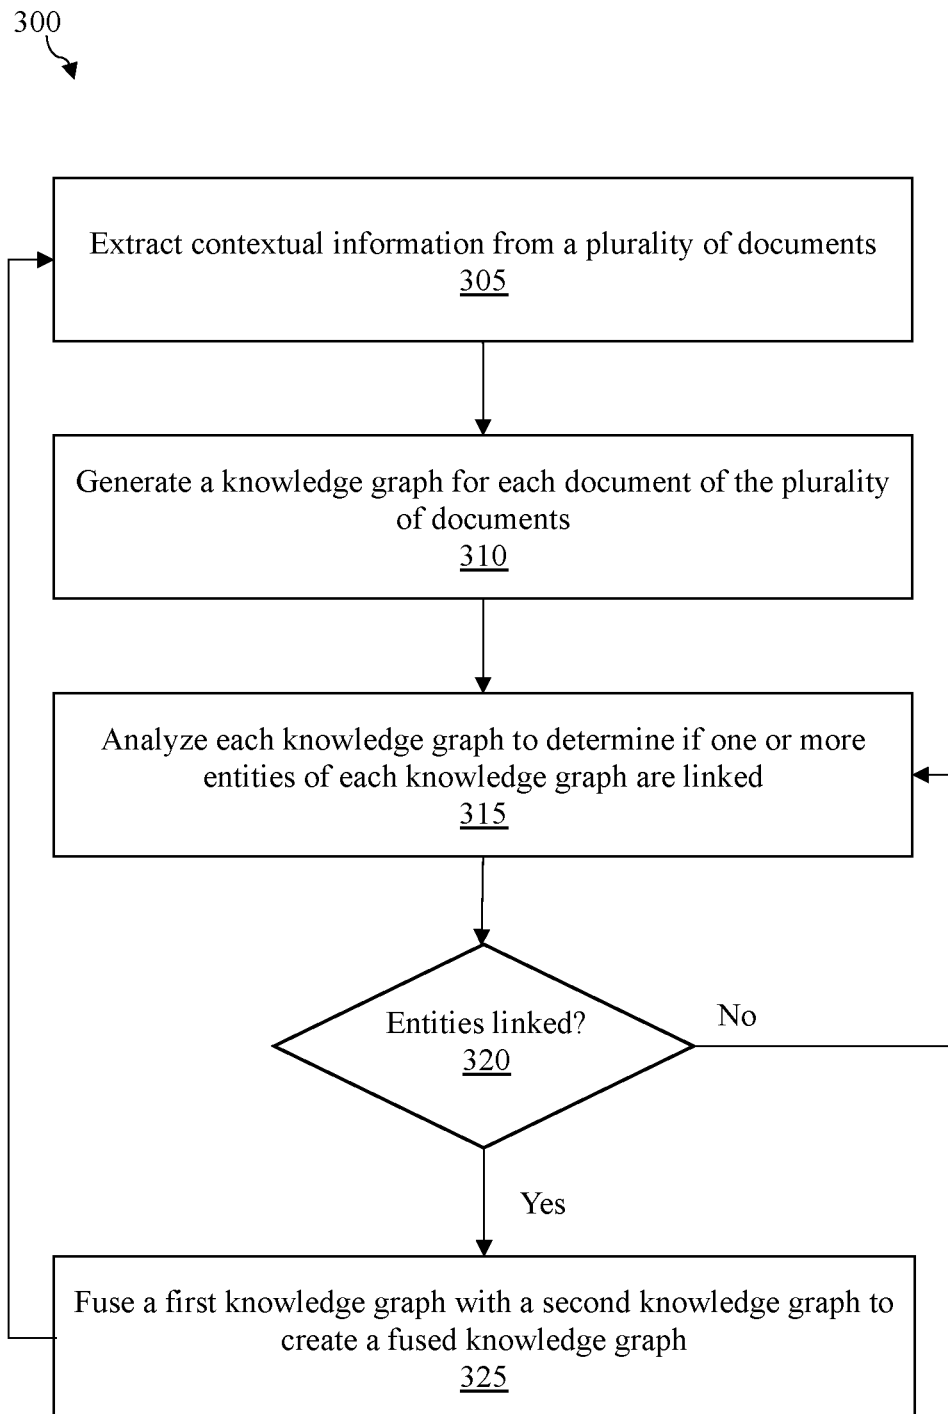 300
Extract contextual information from a plurality of documents
305
Generate a knowledge graph for each document of the plurality
of documents
310
Analyze each knowledge graph to determine if one or more
entities of each knowledge graph are linked
315
Entities linked?
320
No
Yes
Fuse a first knowledge graph with a second knowledge graph to
create a fused knowledge graph
325